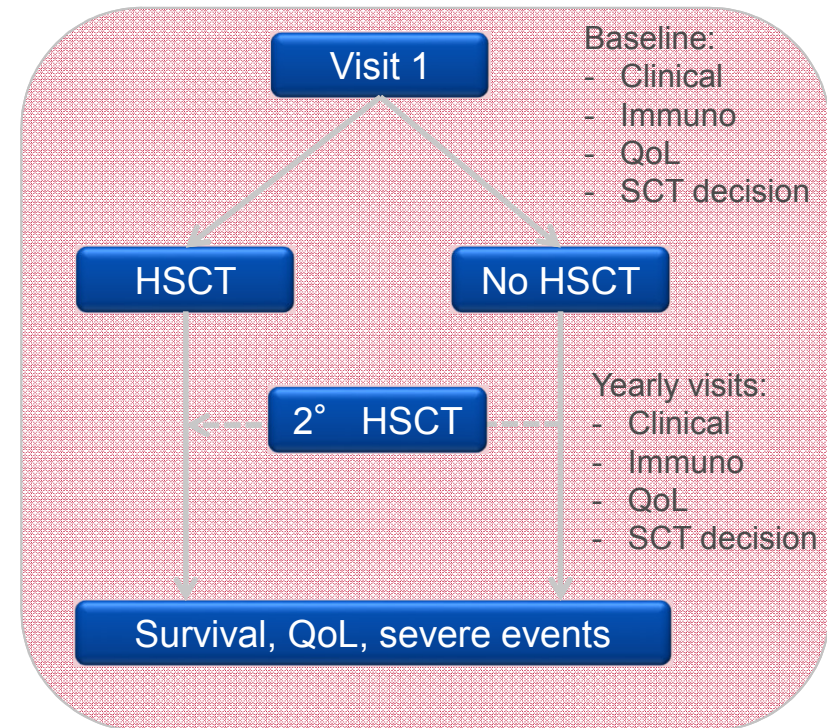 Visit 1
Baseline:
- Clinical
- Immuno
- QoL
- SCT decision
HSCT
No HSCT
2° HSCT
Yearly visits:
- Clinical
- Immuno
- QoL
- SCT decision
Survival, QoL, severe events